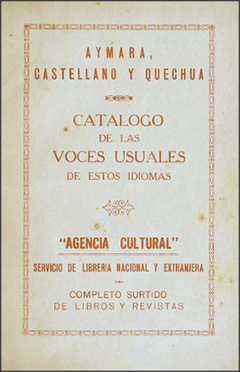 AYMARA,
CASTELLANO Y QUECHUA
CATALOGO
DE LAS
VOCES USUALES
DE ESTOS IDIOMAS
"AGENCIA CULTURAL"
SERVICIO DE LIBRERIA NACIONAL Y EXTRANJERA
COMPLETO SURTIDO
DE LIBROS Y REVISTAS